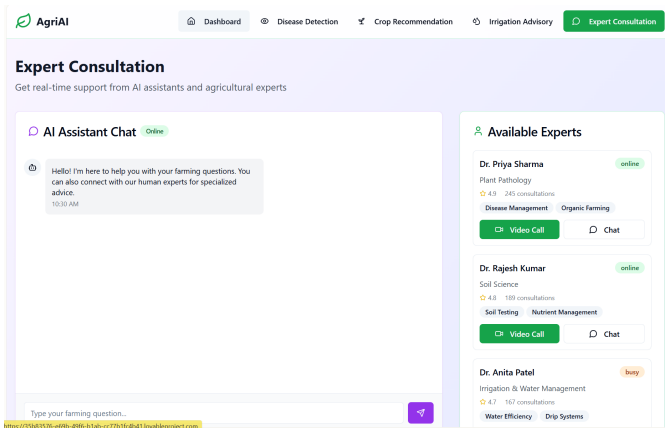 AgriAI
Dashboard
Disease Detection
Crop Recommendation
Irrigation Advisory
Expert Consultation
Expert Consultation
Get real-time support from AI assistants and agricultural experts
AI Assistant Chat
Online
Hello! I'm here to help you with your farming questions. You
can also connect with our human experts for specialized
advice.
10:30 AM
Type your farming question...
Available Experts
Dr. Priya Sharma
online
Plant Pathology
4.9 245 consultations
Disease Management Organic Farming
Video Call Chat
Dr. Rajesh Kumar
online
Soil Science
4.8 189 consultations
Soil Testing Nutrient Management
Video Call Chat
Dr. Anita Patel
busy
Irrigation & Water Management
4.7 167 consultations
Water Efficiency Drip Systems